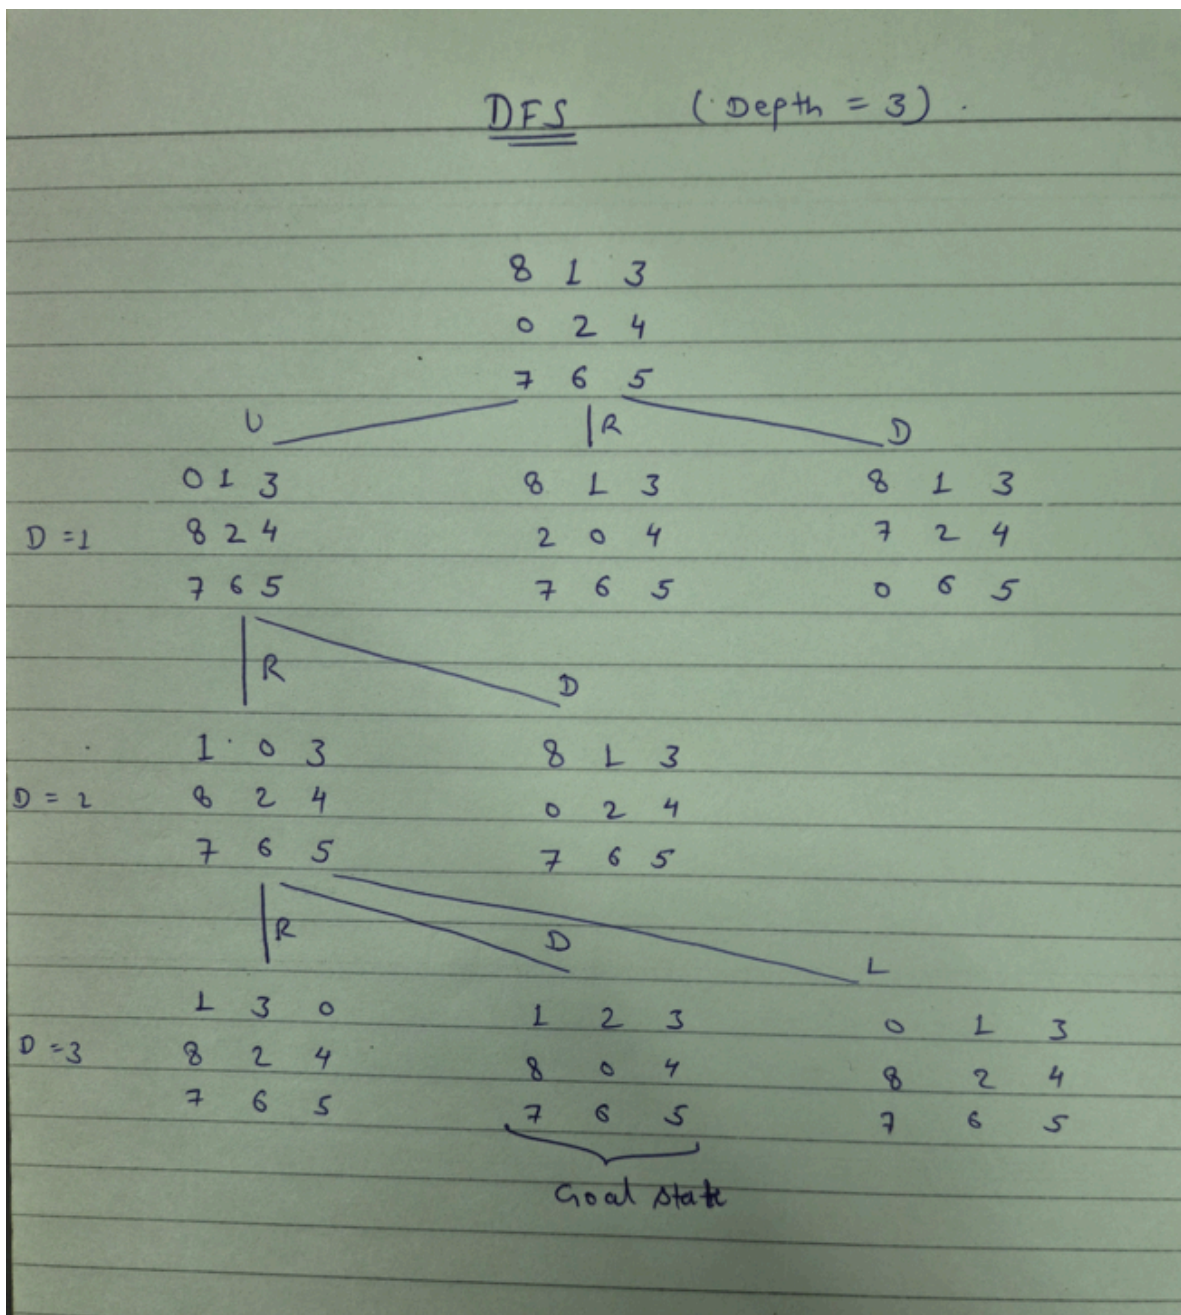 DFS (Depth = 3).
8 1 3
0 2 4
7 6 5
U R D
0 1 3 8 1 3 8 1 3
D=1 8 2 4 2 0 4 7 2 4
7 6 5 7 6 5 0 6 5
R D
1 0 3 8 1 3
D = 2 8 2 4 0 2 4
7 6 5 7 6 5
R D L
1 3 0 1 2 3 0 1 3
D=3 8 2 4 8 0 4 8 2 4
7 6 5 7 6 5 7 6 5
Goal state